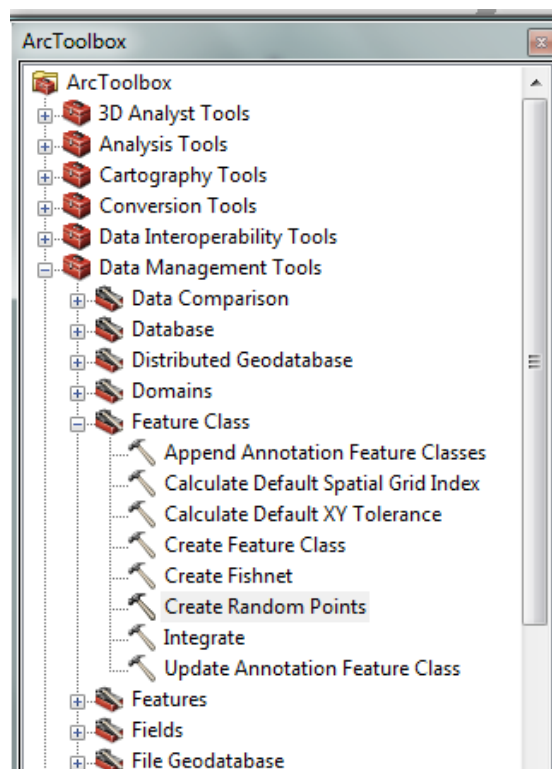 ArcToolbox
ArcToolbox
3D Analyst Tools
Analysis Tools
Cartography Tools
Conversion Tools
Data Interoperability Tools
Data Management Tools
Data Comparison
Database
Distributed Geodatabase
Domains
Feature Class
Append Annotation Feature Classes
Calculate Default Spatial Grid Index
Calculate Default XY Tolerance
Create Feature Class
Create Fishnet
Create Random Points
Integrate
Update Annotation Feature Class
Features
Fields
File Geodatabase